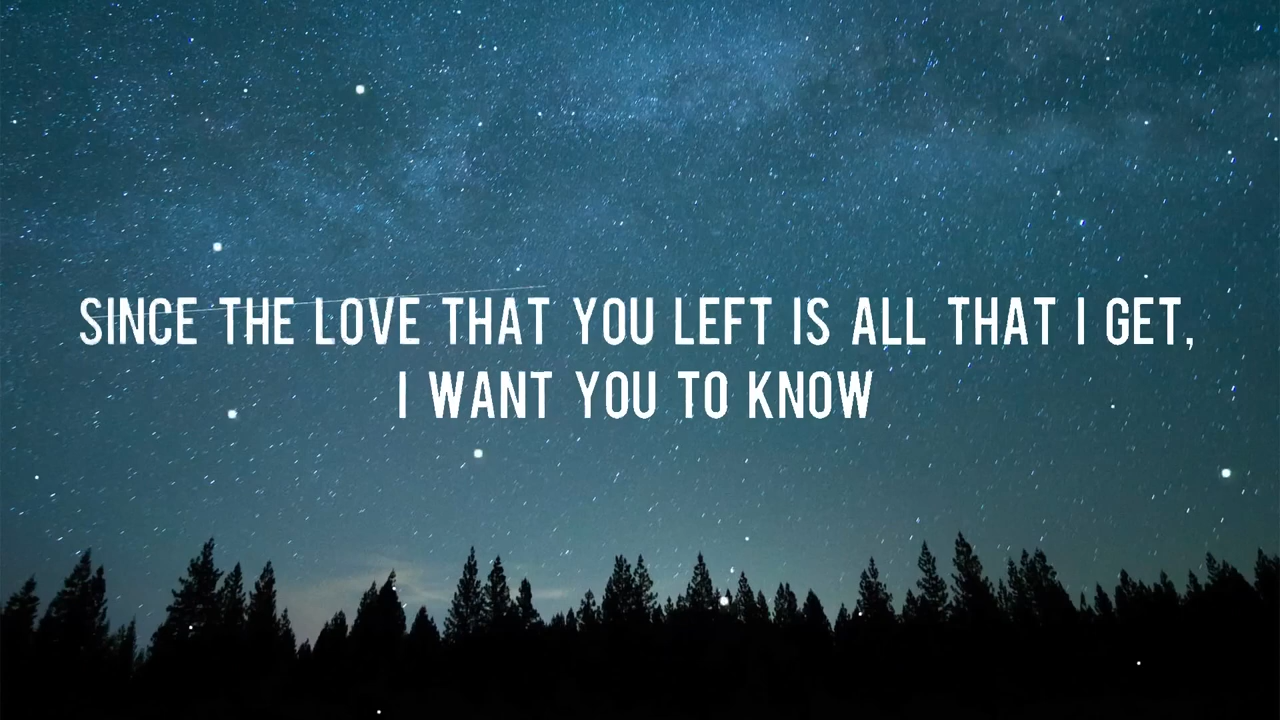 SINCE THE LOVE THAT YOU LEFT IS ALL THAT I GET,
I WANT YOU TO KNOW